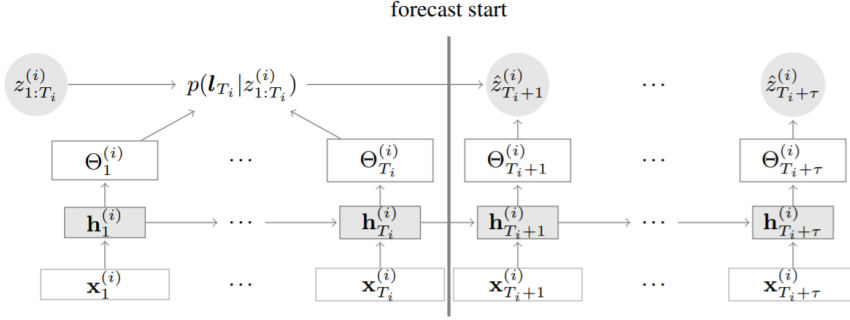 forecast start
z_{1:T_i}^{(i)} p(l_{T_i}|z_{1:T_i}^{(i)}) ẑ_{T_i+1}^{(i)} ··· ẑ_{T_i+τ}^{(i)}
Θ_1^{(i)} ··· Θ_{T_i}^{(i)} Θ_{T_i+1}^{(i)} Θ_{T_i+τ}^{(i)}
h_1^{(i)} ··· h_{T_i}^{(i)} h_{T_i+1}^{(i)} ··· h_{T_i+τ}^{(i)}
x_1^{(i)} ··· x_{T_i}^{(i)} x_{T_i+1}^{(i)} ··· x_{T_i+τ}^{(i)}